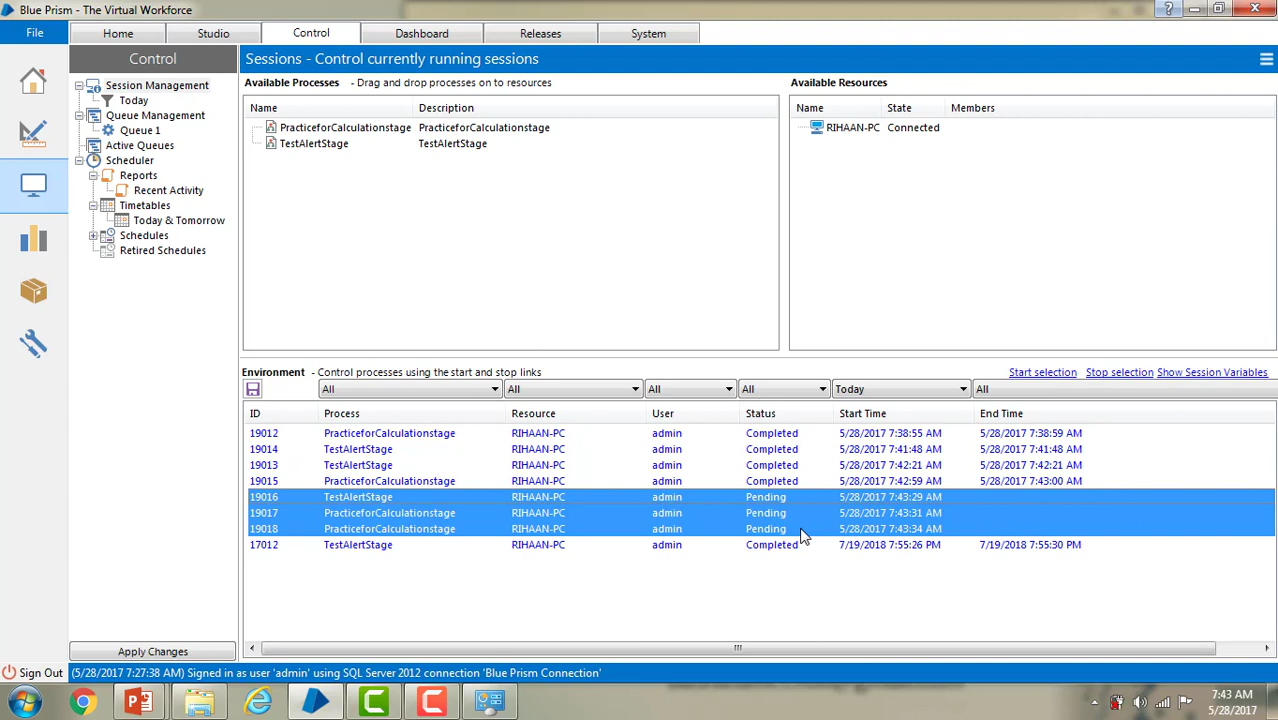 Blue Prism - The Virtual Workforce
File
Home
Studio
Control
Dashboard
Releases
System
Control
Sessions - Control currently running sessions
Session Management
Today
Queue Management
Queue 1
Active Queues
Scheduler
Reports
Recent Activity
Timetables
Today & Tomorrow
Schedules
Retired Schedules
Available Processes - Drag and drop processes on to resources
Name Description
PracticeforCalculationstage PracticeforCalculationstage
TestAlertStage TestAlertStage
Available Resources
Name State Members
RIHAAN-PC Connected
Environment - Control processes using the start and stop links
Start selection Stop selection Show Session Variables
All All All All Today All
ID Process Resource User Status Start Time End Time
19012 PracticeforCalculationstage RIHAAN-PC admin Completed 5/28/2017 7:38:55 AM 5/28/2017 7:38:59 AM
19014 TestAlertStage RIHAAN-PC admin Completed 5/28/2017 7:41:48 AM 5/28/2017 7:42:21 AM
19013 TestAlertStage RIHAAN-PC admin Completed 5/28/2017 7:42:21 AM 5/28/2017 7:42:21 AM
19015 PracticeforCalculationstage RIHAAN-PC admin Completed 5/28/2017 7:42:59 AM 5/28/2017 7:43:00 AM
19016 TestAlertStage RIHAAN-PC admin Pending 5/28/2017 7:43:29 AM
19017 PracticeforCalculationstage RIHAAN-PC admin Pending 5/28/2017 7:43:31 AM
19018 PracticeforCalculationstage RIHAAN-PC admin Pending 5/28/2017 7:43:34 AM
17012 TestAlertStage RIHAAN-PC admin Completed 7/19/2018 7:55:26 PM 7/19/2018 7:55:30 PM
Apply Changes
Sign Out
(5/28/2017 7:27:38 AM) Signed in as user 'admin' using SQL Server 2012 connection 'Blue Prism Connection'
7:43 AM
5/28/2017